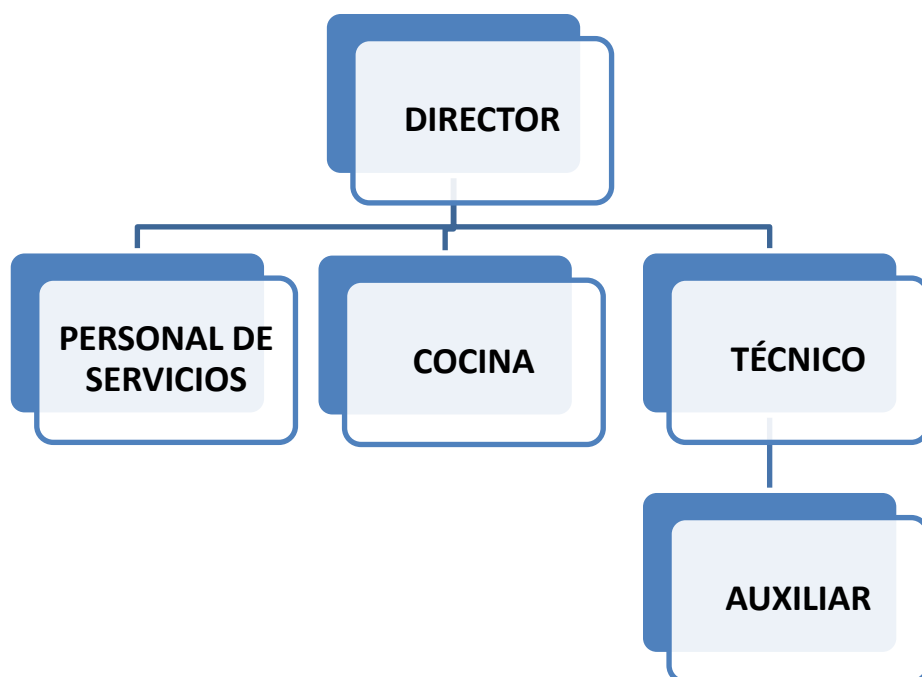 DIRECTOR
PERSONAL DE
SERVICIOS
COCINA
TÉCNICO
AUXILIAR